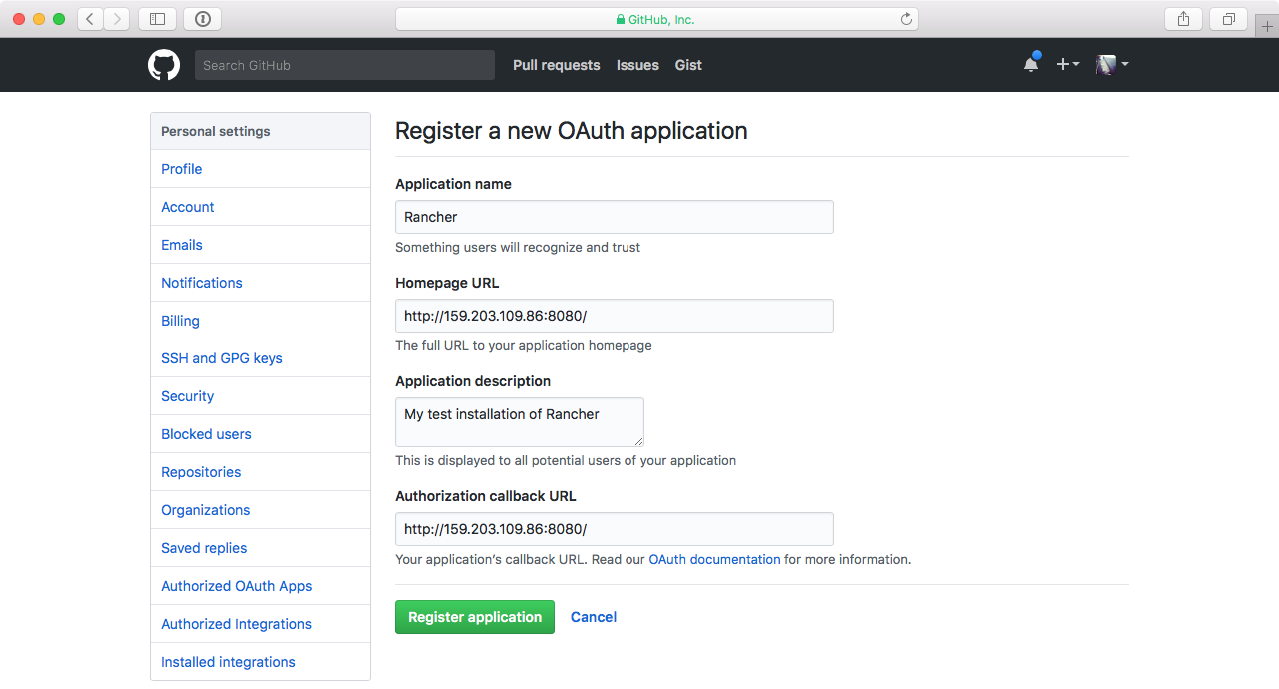 GitHub, Inc.
Search GitHub
Pull requests Issues Gist
Personal settings
Profile
Account
Emails
Notifications
Billing
SSH and GPG keys
Security
Blocked users
Repositories
Organizations
Saved replies
Authorized OAuth Apps
Authorized Integrations
Installed integrations
Register a new OAuth application
Application name
Rancher
Something users will recognize and trust
Homepage URL
http://159.203.109.86:8080/
The full URL to your application homepage
Application description
My test installation of Rancher
This is displayed to all potential users of your application
Authorization callback URL
http://159.203.109.86:8080/
Your application’s callback URL. Read our OAuth documentation for more information.
Register application Cancel